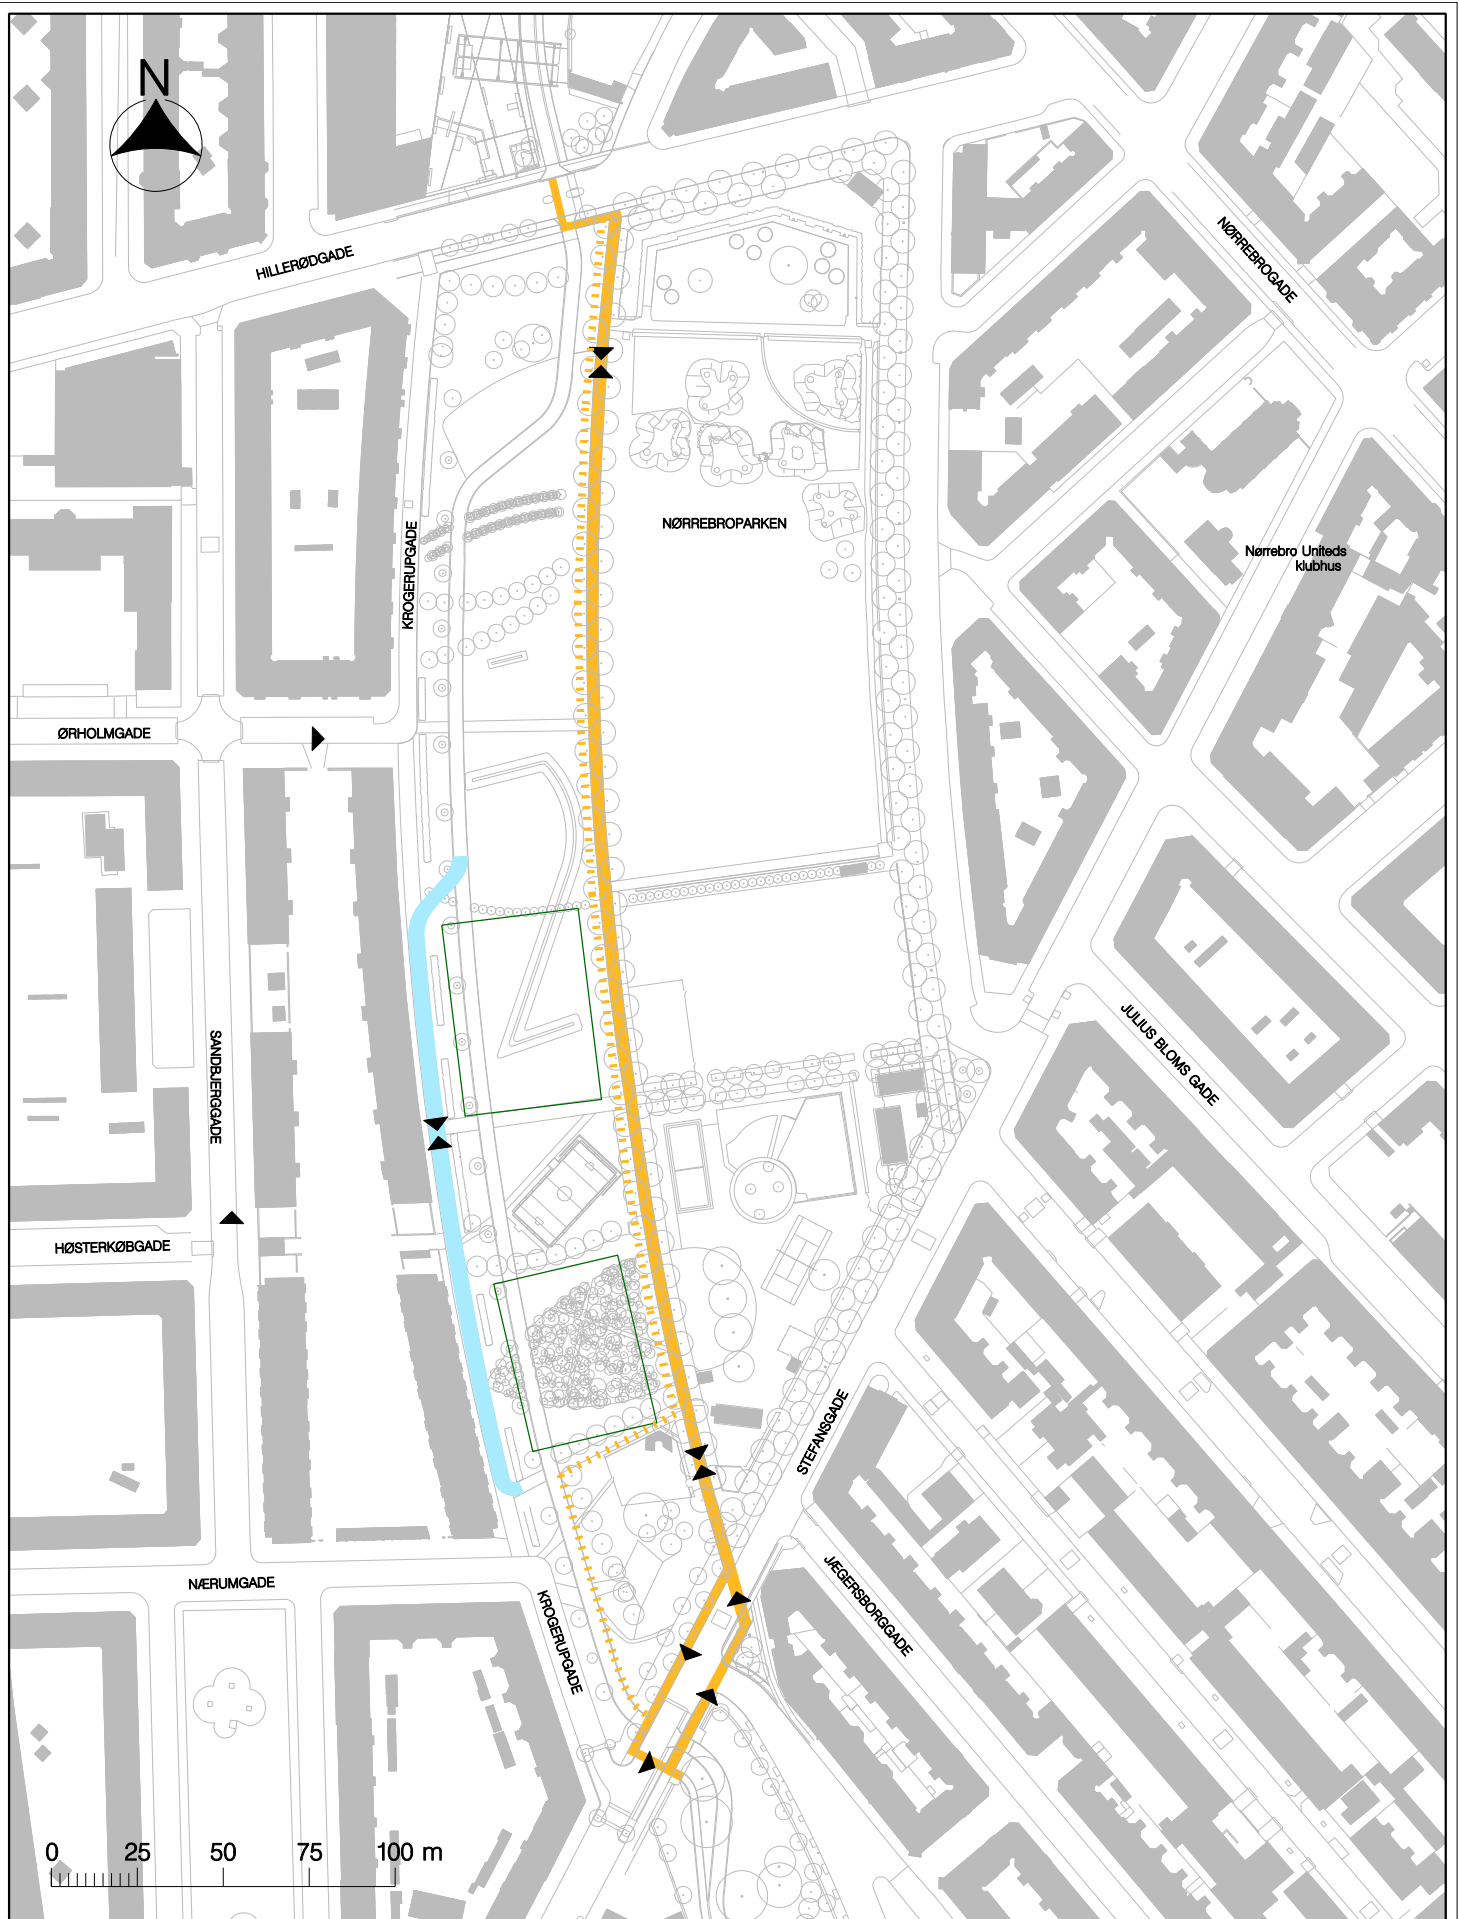 N
HILLERØDGADE
NØRREBROGADE
NØRREBROPARKEN
Nørrebro Uniteds
klubhus
KROGERUPGADE
ØRHOLMGADE
SANDBJERGGADE
JULIUS BLOMS GADE
HØSTERKØBGADE
STEFANSGADE
NÆRUMGADE
KROGERUPGADE
JÆGERSBORGGADE
0 25 50 75 100 m